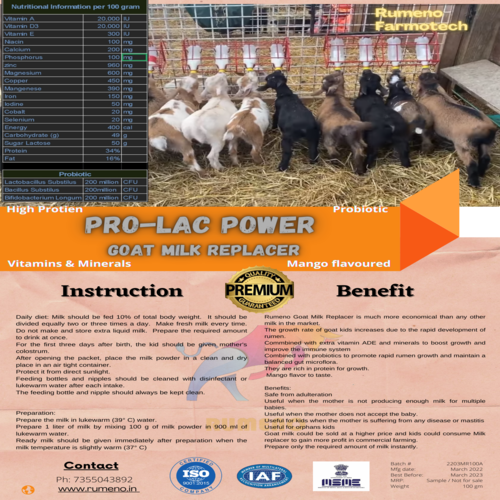 Nutritional Information per 100 gram
Vitamin A 20,000 IU
Vitamin D3 20,000 IU
Vitamin E 300 IU
Niacin 100 mg
Calcium 200 mg
Phosphorus 100 mg
zinc 960 mg
Magnesium 600 mg
Copper 400 mg
Mengenese 390 mg
Iron 150 mg
Iodine 50 mg
Cobalt 20 mg
Selenium 20 mg
Energy 400 cal
Carbohydrate (g) 49 g
Sugar Lactose 50 g
Protein 34%
Fat 16%
Probiotic
Lactobacillus Substitus 200 million CFU
Bacillus Substitus 200million CFU
Bifidobacterium Longum 200 million CFU
Rumeno
Farmotech
High Protien
Probiotic
PRO-LAC POWER
GOAT MILK REPLACER
Vitamins & Minerals
Mango flavoured
Instruction
QUALITY
PREMIUM
GUARANTEED
Benefit
Daily diet: Milk should be fed 10% of total body weight. It should be
divided equally two or three times a day. Make fresh milk every time.
Do not make and store extra liquid milk. Prepare the required amount
to drink at once.
For the first three days after birth, the kid should be given mother's
colostrum.
After opening the packet, place the milk powder in a clean and dry
place in an air tight container.
Protect it from direct sunlight.
Feeding bottles and nipples should be cleaned with disinfectant or
lukewarm water after each intake.
The feeding bottle and nipple should always be kept clean.
Preparation:
Prepare the milk in lukewarm (39° C) water.
Prepare 1 liter of milk by mixing 100 g of milk powder in 900 ml of
lukewarm water.
Ready milk should be given immediately after preparation when the
milk temperature is slightly warm (37° C)
Rumeno Goat Milk Replacer is much more economical than any other
milk in the market.
The growth rate of goat kids increases due to the rapid development of
rumen.
Commbined with extra vitamin ADE and minerals to boost growth and
improve the immune system
Combined with probiotics to promote rapid rumen growth and maintain a
balanced gut microflora.
They are rich in protein for growth.
Mango flavor to taste.
Benefits:
Safe from adulteration
Useful when the mother is not producing enough milk for multiple
babies.
Useful when the mother does not accept the baby.
Useful when the mother is suffering from any disease or mastitis
Useful for orphans kids
Goat milk could be sold at a higher price and kids could consume Milk
replacer to gain more profit in commercial farming.
Prepare only the required amount of milk instantly.
Contact
Ph: 7355043892
www.rumeno.in
CERTIFIED
ISO
9001:2015
COMPANY
IAF
MSME
Batch # 2203MR100A
Mfg date: March 2022
Best Before: March 2023
MRP: Sample / Not for sale
Weight 100 gm